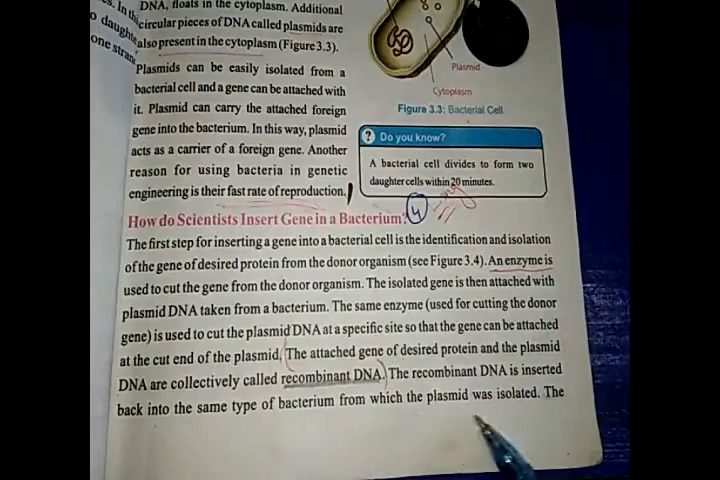 DNA, floats in the cytoplasm. Additional
circular pieces of DNA called plasmids are
also present in the cytoplasm (Figure 3.3).
Plasmids can be easily isolated from a
bacterial cell and a gene can be attached with
it. Plasmid can carry the attached foreign
gene into the bacterium. In this way, plasmid
acts as a carrier of a foreign gene. Another
reason for using bacteria in genetic
engineering is their fast rate of reproduction.
Plasmid
Cytoplasm
Figure 3.3: Bacterial Cell
? Do you know?
A bacterial cell divides to form two
daughter cells within 20 minutes.
How do Scientists Insert Gene in a Bacterium?
4
The first step for inserting a gene into a bacterial cell is the identification and isolation
of the gene of desired protein from the donor organism (see Figure 3.4). An enzyme is
used to cut the gene from the donor organism. The isolated gene is then attached with
plasmid DNA taken from a bacterium. The same enzyme (used for cutting the donor
gene) is used to cut the plasmid DNA at a specific site so that the gene can be attached
at the cut end of the plasmid. The attached gene of desired protein and the plasmid
DNA are collectively called recombinant DNA. The recombinant DNA is inserted
back into the same type of bacterium from which the plasmid was isolated. The